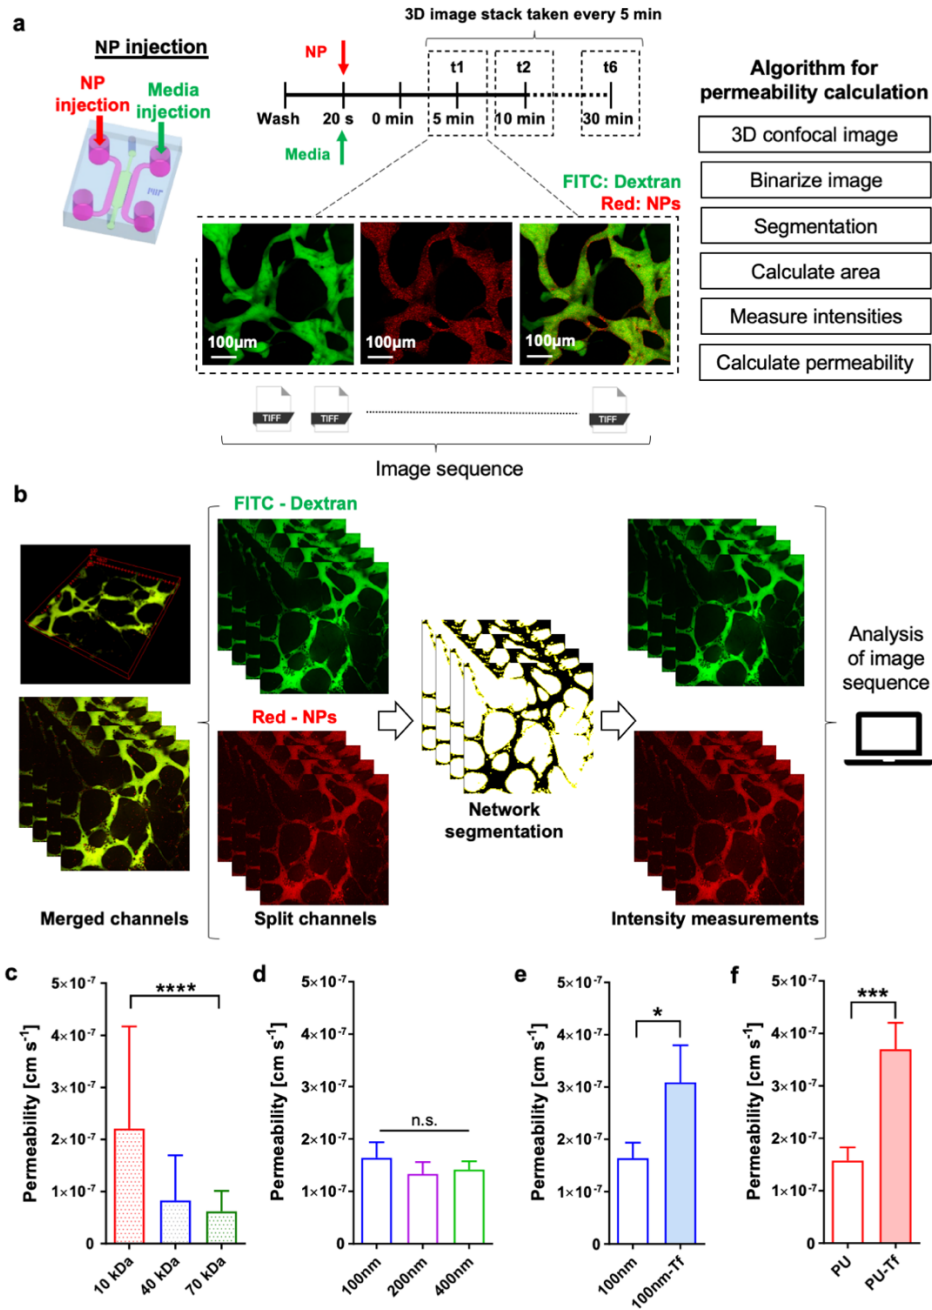 a
NP injection
NP
injection
Media
injection
3D image stack taken every 5 min
NP
t1
t2
t6
Wash
20 s
0 min
5 min
10 min
30 min
Media
FITC: Dextran
Red: NPs
100µm
100µm
100µm
TIFF
TIFF
TIFF
Image sequence
Algorithm for
permeability calculation
3D confocal image
Binarize image
Segmentation
Calculate area
Measure intensities
Calculate permeability
b
FITC - Dextran
Red - NPs
Merged channels
Split channels
Network
segmentation
Intensity measurements
Analysis
of image
sequence
c
Permeability [cm s⁻¹]
5×10⁻⁷
4×10⁻⁷
3×10⁻⁷
2×10⁻⁷
1×10⁻⁷
0
****
10 kDa
40 kDa
70 kDa
d
Permeability [cm s⁻¹]
5×10⁻⁷
4×10⁻⁷
3×10⁻⁷
2×10⁻⁷
1×10⁻⁷
0
n.s.
100nm
200nm
400nm
e
Permeability [cm s⁻¹]
5×10⁻⁷
4×10⁻⁷
3×10⁻⁷
2×10⁻⁷
1×10⁻⁷
0
*
100nm
100nm-Tf
f
Permeability [cm s⁻¹]
5×10⁻⁷
4×10⁻⁷
3×10⁻⁷
2×10⁻⁷
1×10⁻⁷
0
***
PU
PU-Tf